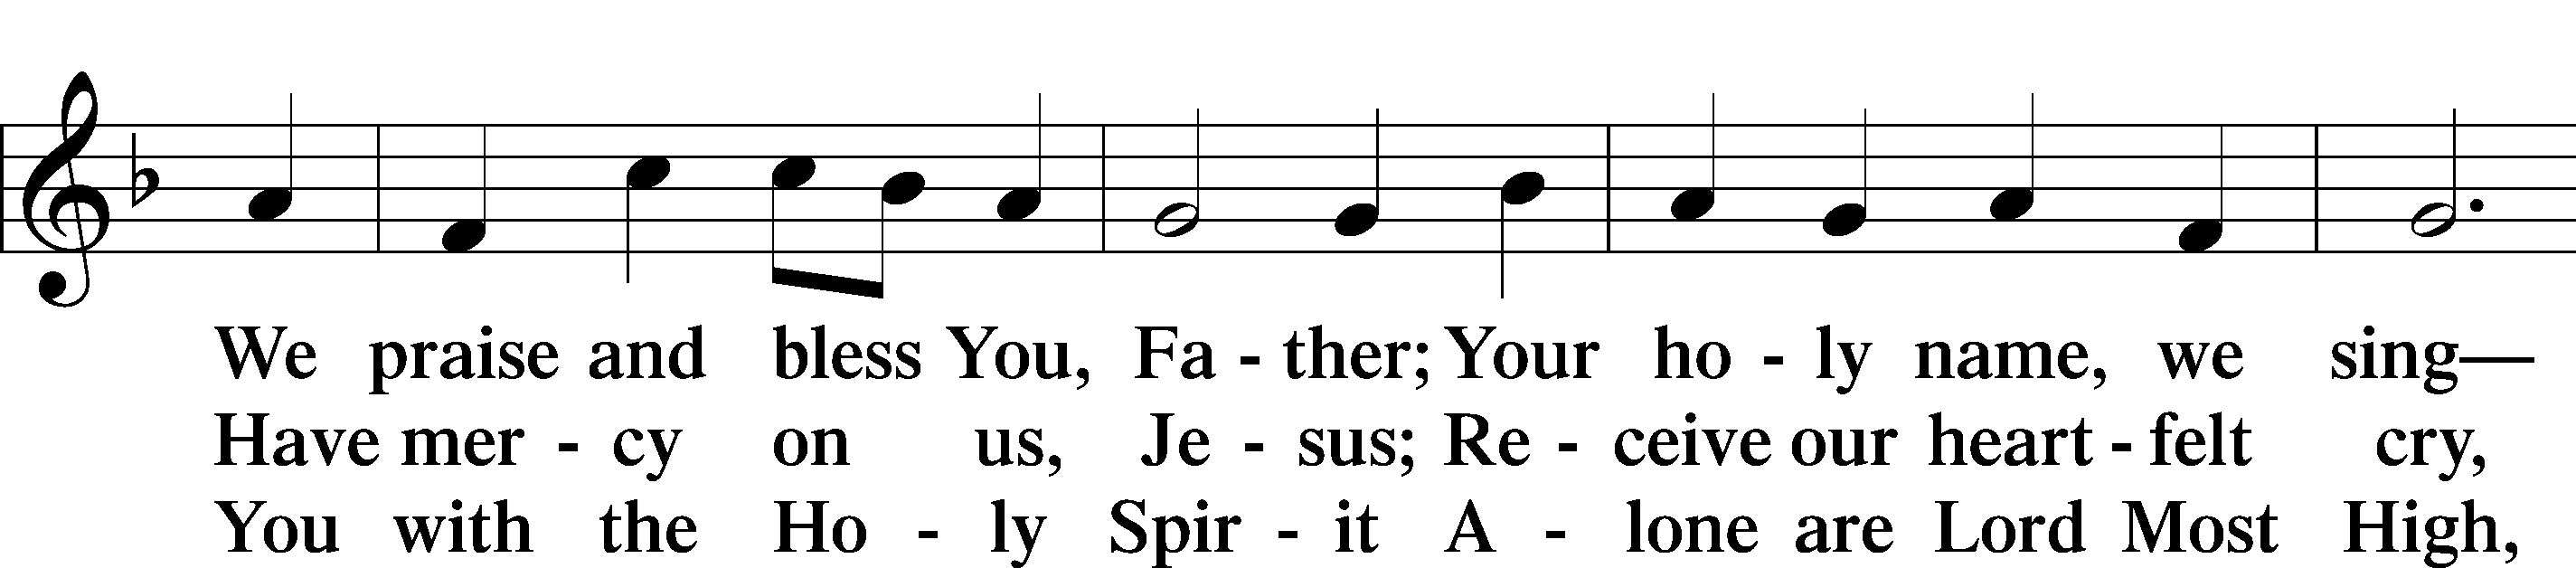 We praise and bless You, Fa - ther; Your ho - ly name, we sing—
Have mer - cy on us, Je - sus; Re - ceive our heart - felt cry,
You with the Ho - ly Spir - it A - lone are Lord Most High,